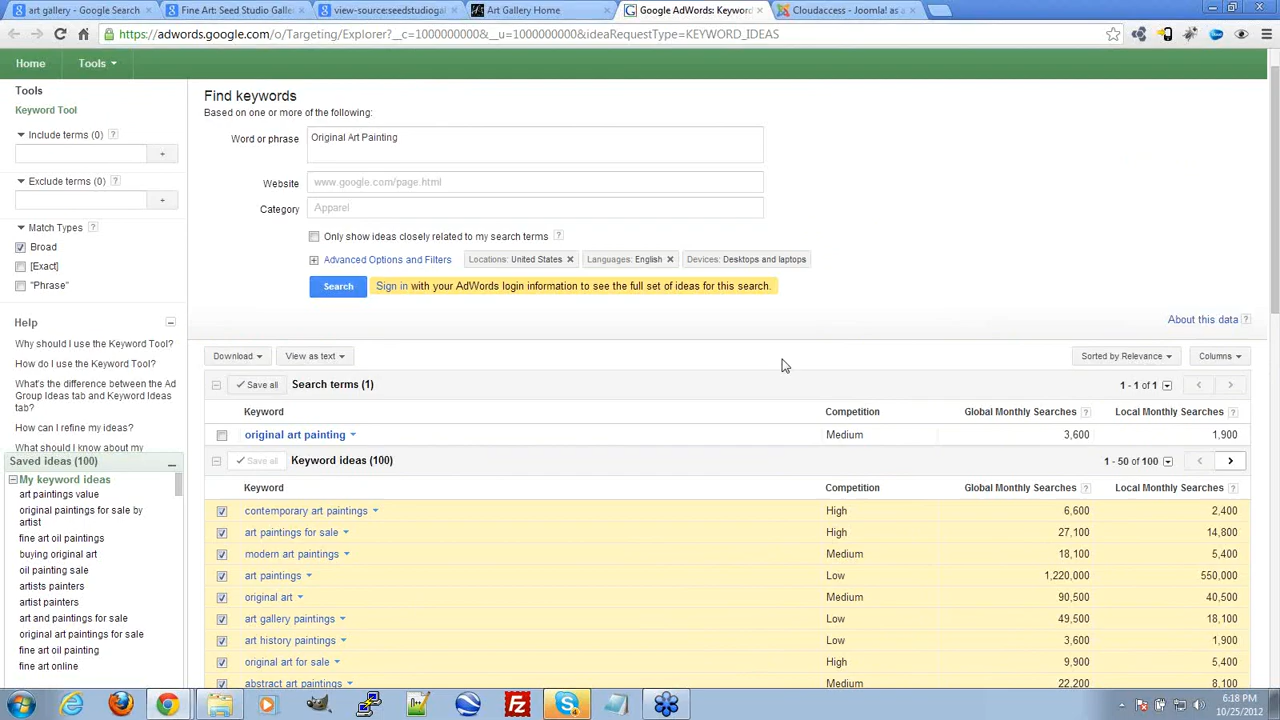 art gallery - Google Search
Fine Art: Seed Studio Galle
view-source:seedstudiogal
Art Gallery Home
Google AdWords: Keyword
Cloudaccess - Joomla! as a
https://adwords.google.com/o/Targeting/Explorer?__c=1000000000&__u=1000000000&ideaRequestType=KEYWORD_IDEAS
Home
Tools
Tools
Keyword Tool
Include terms (0) ?
+
Exclude terms (0) ?
+
Match Types ?
Broad
[Exact]
"Phrase"
Help
Why should I use the Keyword Tool?
How do I use the Keyword Tool?
What's the difference between the Ad
Group Ideas tab and Keyword Ideas
tab?
How can I refine my ideas?
What should I know about my
Saved ideas (100)
My keyword ideas
art paintings value
original paintings for sale by
artist
fine art oil paintings
buying original art
oil painting sale
artists painters
artist painters
art and paintings for sale
original art paintings for sale
fine art oil painting
fine art online
Find keywords
Based on one or more of the following:
Word or phrase Original Art Painting
Website www.google.com/page.html
Category Apparel
Only show ideas closely related to my search terms ?
Advanced Options and Filters Locations: United States × Languages: English × Devices: Desktops and laptops
Search Sign in with your AdWords login information to see the full set of ideas for this search.
About this data ?
Download View as text Sorted by Relevance Columns
Save all Search terms (1) 1 - 1 of 1
Keyword Competition Global Monthly Searches ? Local Monthly Searches ?
original art painting Medium 3,600 1,900
Save all Keyword ideas (100) 1 - 50 of 100
Keyword Competition Global Monthly Searches ? Local Monthly Searches ?
contemporary art paintings High 6,600 2,400
art paintings for sale High 27,100 14,800
modern art paintings Medium 18,100 5,400
art paintings Low 1,220,000 550,000
original art Medium 90,500 40,500
art gallery paintings Low 49,500 18,100
art history paintings Low 3,600 1,900
original art for sale High 9,900 5,400
abstract art paintings Medium 22,200 8,100
6:18 PM
10/25/2012